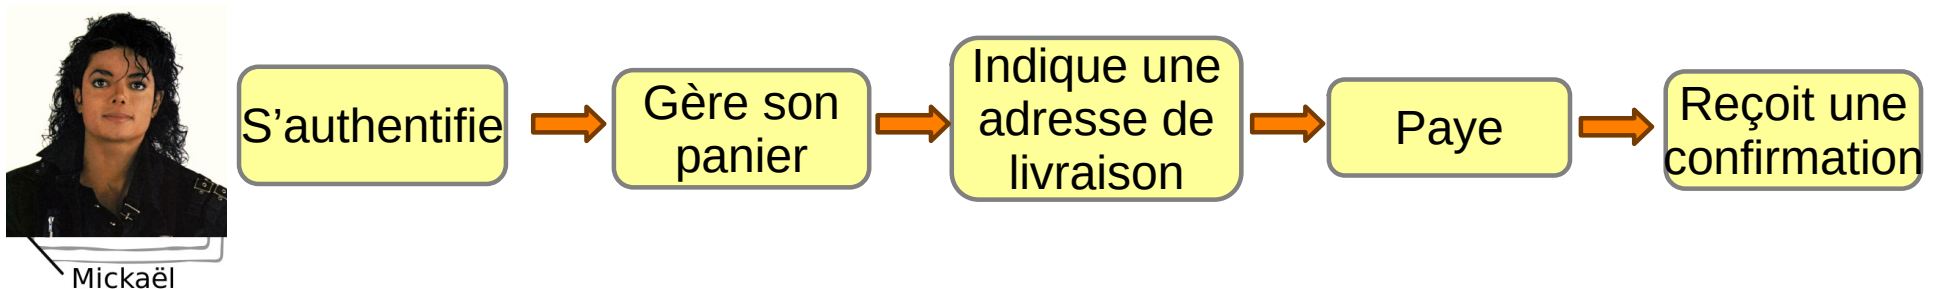 S’authentifie
Gère son
panier
Indique une
adresse de
livraison
Paye
Reçoit une
confirmation
Mickaël